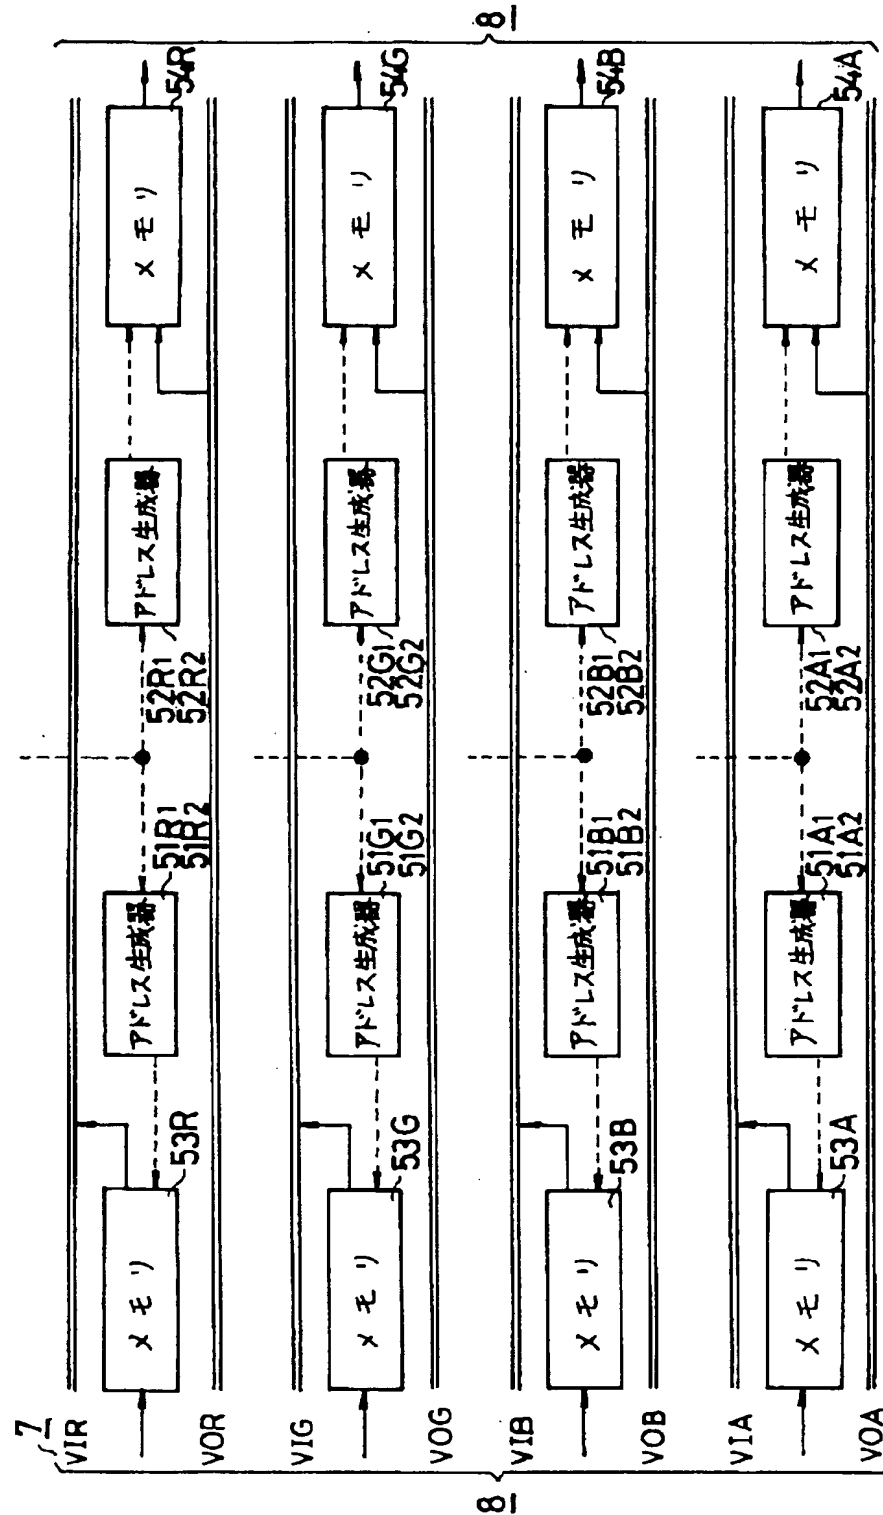 7
VIR
メモリ
53R
アドレス生成器
51R1
51R2
52R1
52R2
アドレス生成器
メモリ
54R
VOR
VIG
メモリ
53G
アドレス生成器
51G1
51G2
52G1
52G2
アドレス生成器
メモリ
54G
VOG
8
8
VIB
メモリ
53B
アドレス生成器
51B1
51B2
52B1
52B2
アドレス生成器
メモリ
54B
VOB
VIA
メモリ
53A
アドレス生成器
51A1
51A2
52A1
52A2
アドレス生成器
メモリ
54A
VOA